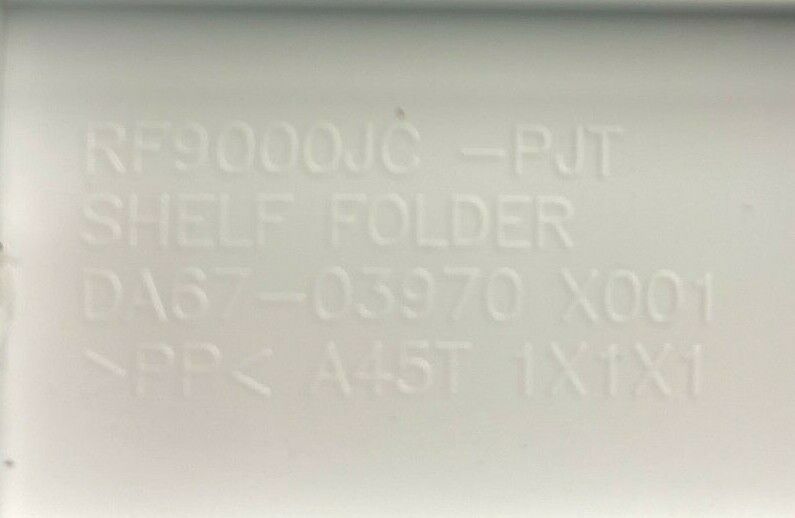 RF9000JC -PJT
SHELF FOLDER
DA67-03970 X001
>PP< A45T 1X1X1